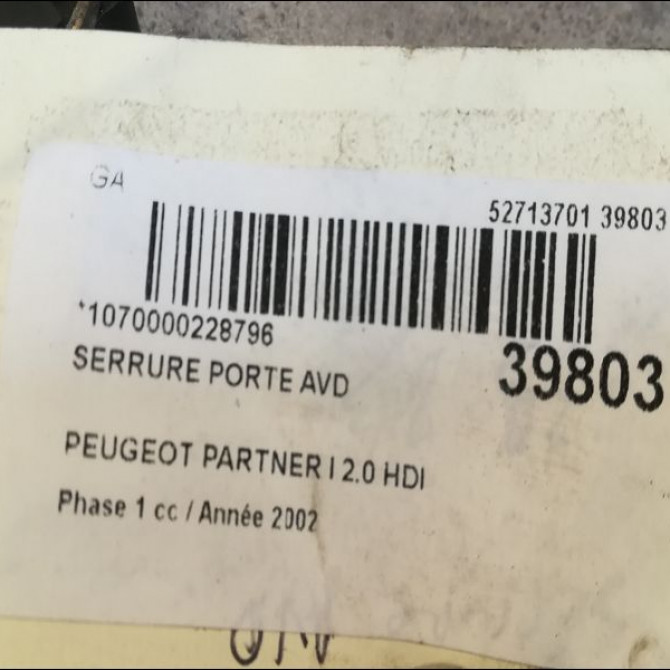 GA
52713701 39803
*1070000228796
39803
SERRURE PORTE AVD
PEUGEOT PARTNER I 2.0 HDI
Phase 1 cc / Année 2002